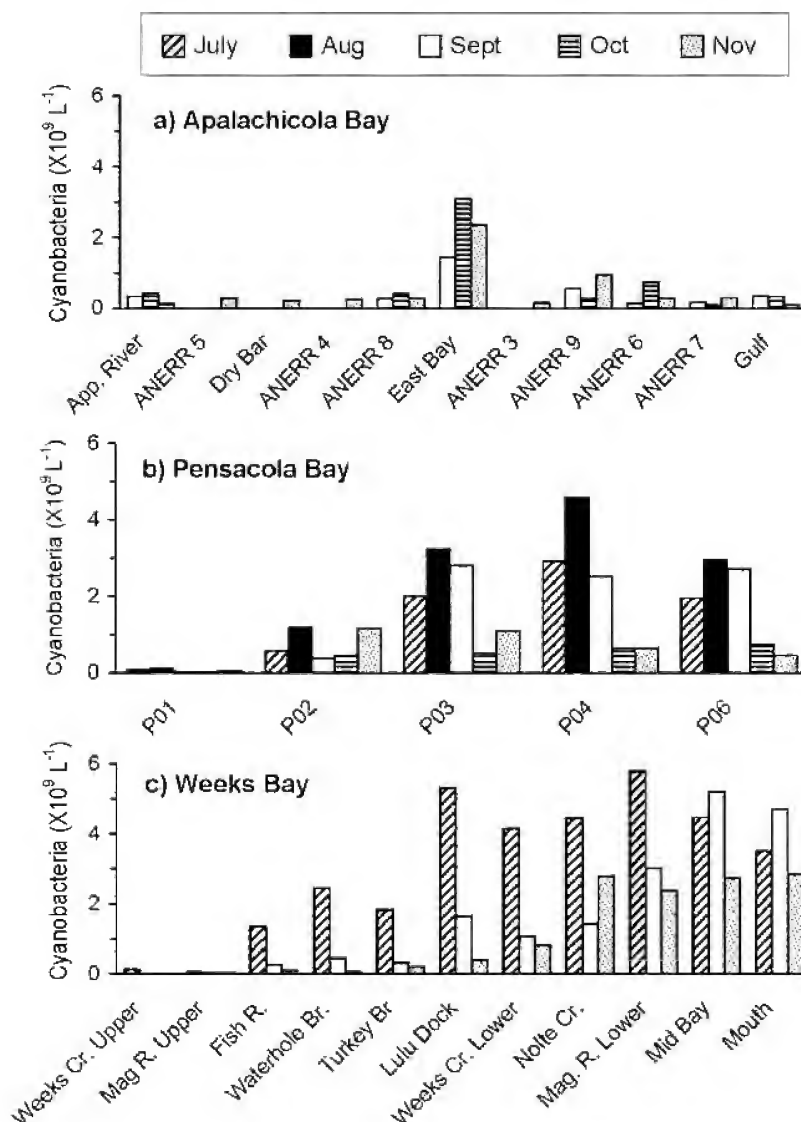 July Aug Sept Oct Nov
a) Apalachicola Bay
Cyanobacteria (X10⁹ L⁻¹)
6
4
2
0
App. River ANERR 5 Dry Bar ANERR 4 ANERR 8 East Bay ANERR 3 ANERR 9 ANERR 6 ANERR 7 Gulf
b) Pensacola Bay
Cyanobacteria (X10⁹ L⁻¹)
6
4
2
0
P01 P02 P03 P04 P06
c) Weeks Bay
Cyanobacteria (X10⁹ L⁻¹)
6
4
2
0
Weeks Cr. Upper Mag R. Upper Fish R. Waterhole Br. Turkey Br Lulu Dock Weeks Cr. Lower Nolte Cr. Mag. R. Lower Mid Bay Mouth